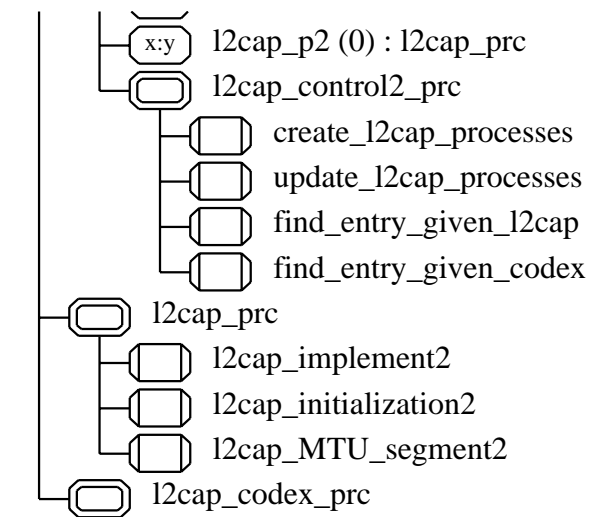 x:y l2cap_p2 (0) : l2cap_prc
l2cap_control2_prc
create_l2cap_processes
update_l2cap_processes
find_entry_given_l2cap
find_entry_given_codex
l2cap_prc
l2cap_implement2
l2cap_initialization2
l2cap_MTU_segment2
l2cap_codex_prc